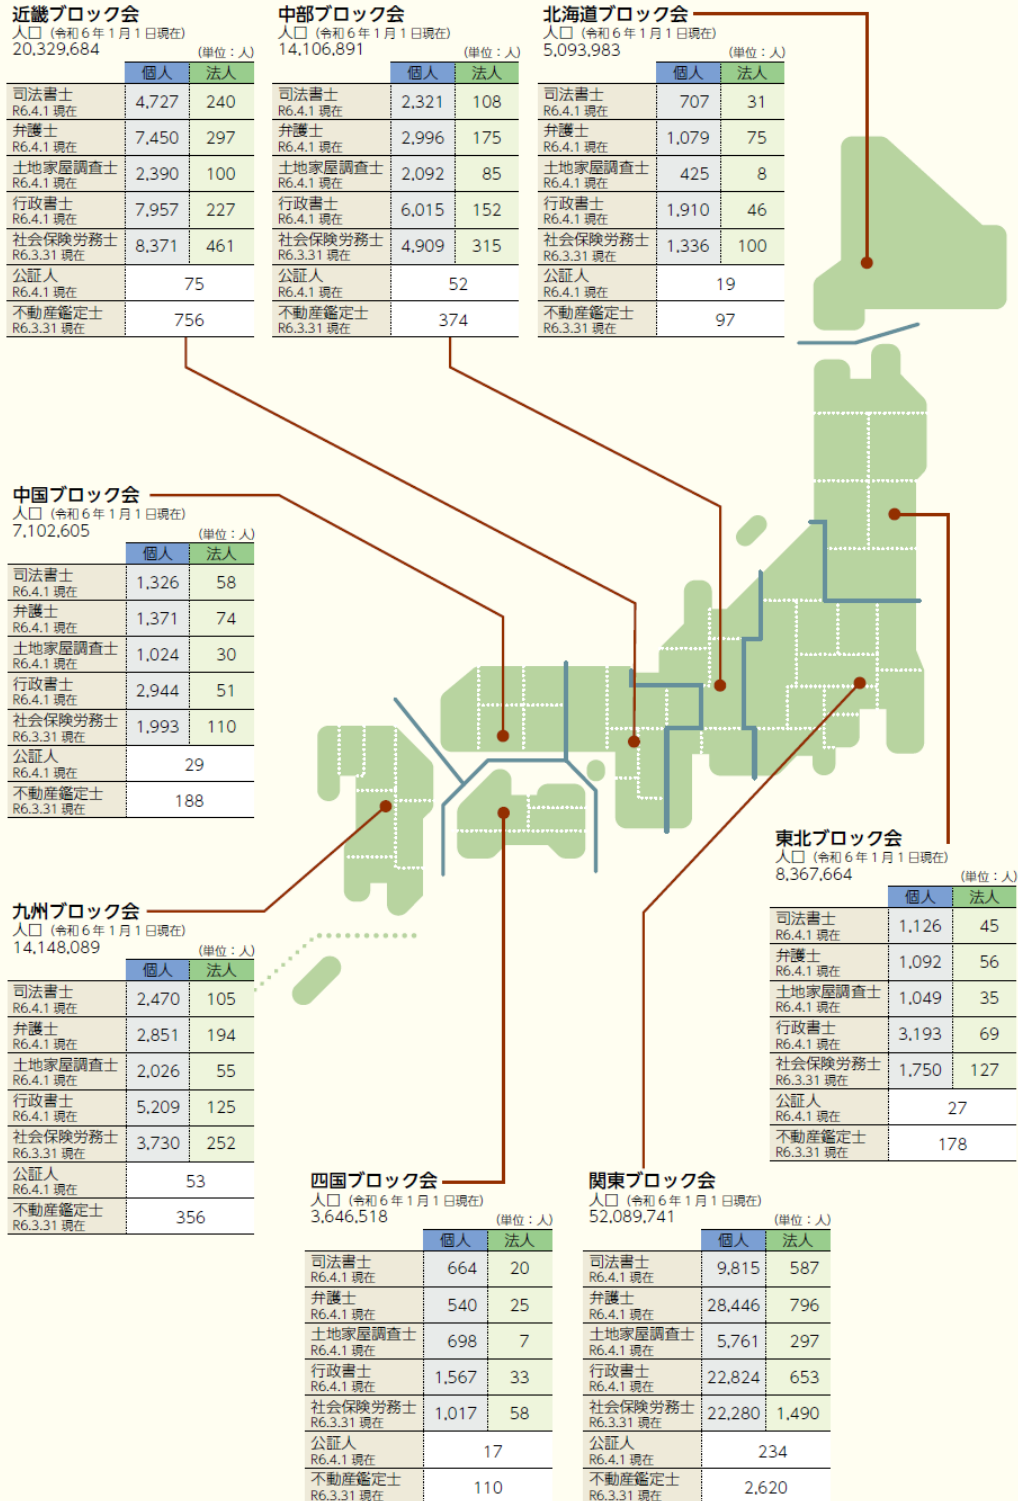 近畿ブロック会
人口（令和６年１月１日現在）
20,329,684
（単位：人）
個人 法人
司法書士 R6.4.1 現在 4,727 240
弁護士 R6.4.1 現在 7,450 297
土地家屋調査士 R6.4.1 現在 2,390 100
行政書士 R6.4.1 現在 7,957 227
社会保険労務士 R6.3.31 現在 8,371 461
公証人 R6.4.1 現在 75
不動産鑑定士 R6.3.31 現在 756
中部ブロック会
人口（令和６年１月１日現在）
14,106,891
（単位：人）
個人 法人
司法書士 R6.4.1 現在 2,321 108
弁護士 R6.4.1 現在 2,996 175
土地家屋調査士 R6.4.1 現在 2,092 85
行政書士 R6.4.1 現在 6,015 152
社会保険労務士 R6.3.31 現在 4,909 315
公証人 R6.4.1 現在 52
不動産鑑定士 R6.3.31 現在 374
北海道ブロック会
人口（令和６年１月１日現在）
5,093,983
（単位：人）
個人 法人
司法書士 R6.4.1 現在 707 31
弁護士 R6.4.1 現在 1,079 75
土地家屋調査士 R6.4.1 現在 425 8
行政書士 R6.4.1 現在 1,910 46
社会保険労務士 R6.3.31 現在 1,336 100
公証人 R6.4.1 現在 19
不動産鑑定士 R6.3.31 現在 97
中国ブロック会
人口（令和６年１月１日現在）
7,102,605
（単位：人）
個人 法人
司法書士 R6.4.1 現在 1,326 58
弁護士 R6.4.1 現在 1,371 74
土地家屋調査士 R6.4.1 現在 1,024 30
行政書士 R6.4.1 現在 2,944 51
社会保険労務士 R6.3.31 現在 1,993 110
公証人 R6.4.1 現在 29
不動産鑑定士 R6.3.31 現在 188
東北ブロック会
人口（令和６年１月１日現在）
8,367,664
（単位：人）
個人 法人
司法書士 R6.4.1 現在 1,126 45
弁護士 R6.4.1 現在 1,092 56
土地家屋調査士 R6.4.1 現在 1,049 35
行政書士 R6.4.1 現在 3,193 69
社会保険労務士 R6.3.31 現在 1,750 127
公証人 R6.4.1 現在 27
不動産鑑定士 R6.3.31 現在 178
九州ブロック会
人口（令和６年１月１日現在）
14,148,089
（単位：人）
個人 法人
司法書士 R6.4.1 現在 2,470 105
弁護士 R6.4.1 現在 2,851 194
土地家屋調査士 R6.4.1 現在 2,026 55
行政書士 R6.4.1 現在 5,209 125
社会保険労務士 R6.3.31 現在 3,730 252
公証人 R6.4.1 現在 53
不動産鑑定士 R6.3.31 現在 356
四国ブロック会
人口（令和６年１月１日現在）
3,646,518
（単位：人）
個人 法人
司法書士 R6.4.1 現在 664 20
弁護士 R6.4.1 現在 540 25
土地家屋調査士 R6.4.1 現在 698 7
行政書士 R6.4.1 現在 1,567 33
社会保険労務士 R6.3.31 現在 1,017 58
公証人 R6.4.1 現在 17
不動産鑑定士 R6.3.31 現在 110
関東ブロック会
人口（令和６年１月１日現在）
52,089,741
（単位：人）
個人 法人
司法書士 R6.4.1 現在 9,815 587
弁護士 R6.4.1 現在 28,446 796
土地家屋調査士 R6.4.1 現在 5,761 297
行政書士 R6.4.1 現在 22,824 653
社会保険労務士 R6.3.31 現在 22,280 1,490
公証人 R6.4.1 現在 234
不動産鑑定士 R6.3.31 現在 2,620